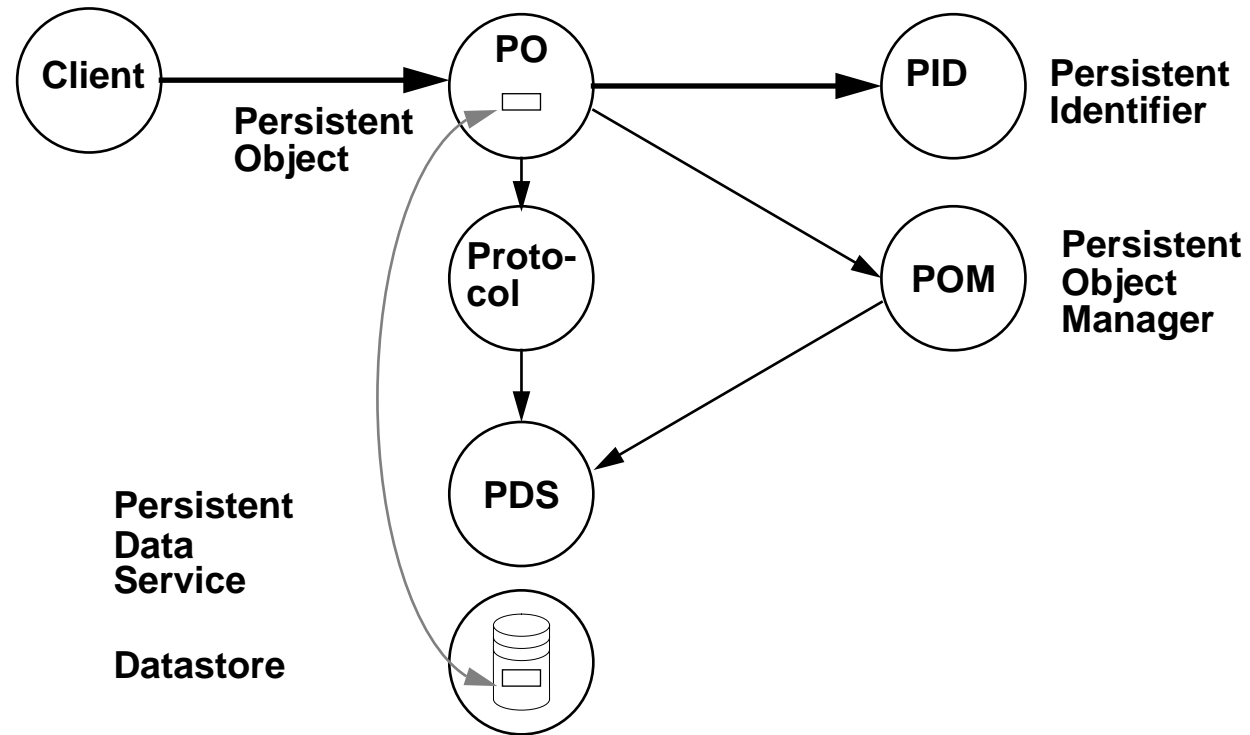 Client
Persistent
Object
PO
PID
Persistent
Identifier
Proto-
col
POM
Persistent
Object
Manager
PDS
Persistent
Data
Service
Datastore